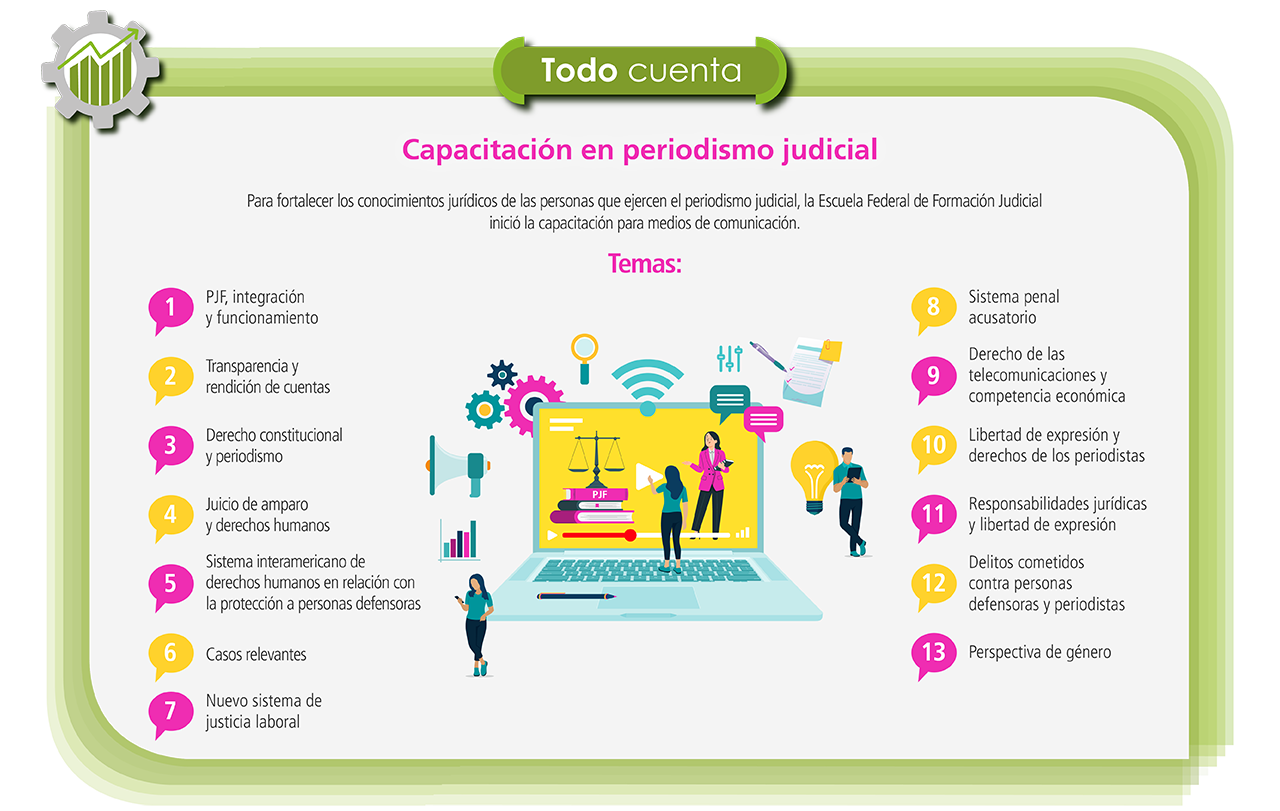 Todo cuenta
Capacitación en periodismo judicial
Para fortalecer los conocimientos jurídicos de las personas que ejercen el periodismo judicial, la Escuela Federal de Formación Judicial
inició la capacitación para medios de comunicación.
Temas:
1
PJF, integración
y funcionamiento
2
Transparencia y
rendición de cuentas
3
Derecho constitucional
y periodismo
4
Juicio de amparo
y derechos humanos
5
Sistema interamericano de
derechos humanos en relación con
la protección a personas defensoras
6
Casos relevantes
7
Nuevo sistema de
justicia laboral
PJF
8
Sistema penal
acusatorio
9
Derecho de las
telecomunicaciones y
competencia económica
10
Libertad de expresión y
derechos de los periodistas
11
Responsabilidades jurídicas
y libertad de expresión
12
Delitos cometidos
contra personas
defensoras y periodistas
13
Perspectiva de género